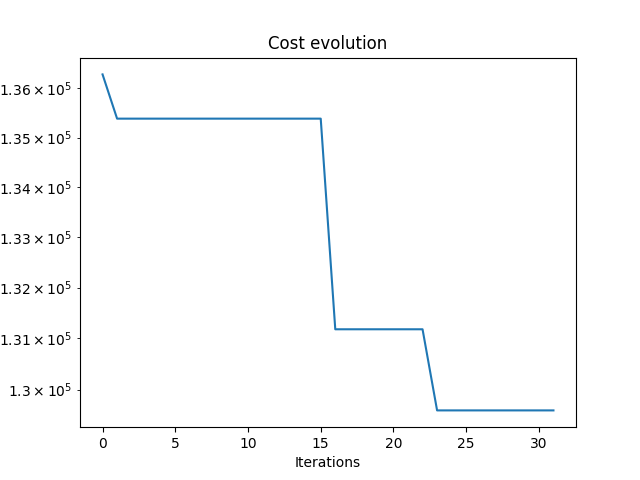 Cost evolution
1.36 × 10⁵
1.35 × 10⁵
1.34 × 10⁵
1.33 × 10⁵
1.32 × 10⁵
1.31 × 10⁵
1.3 × 10⁵
0 5 10 15 20 25 30
Iterations